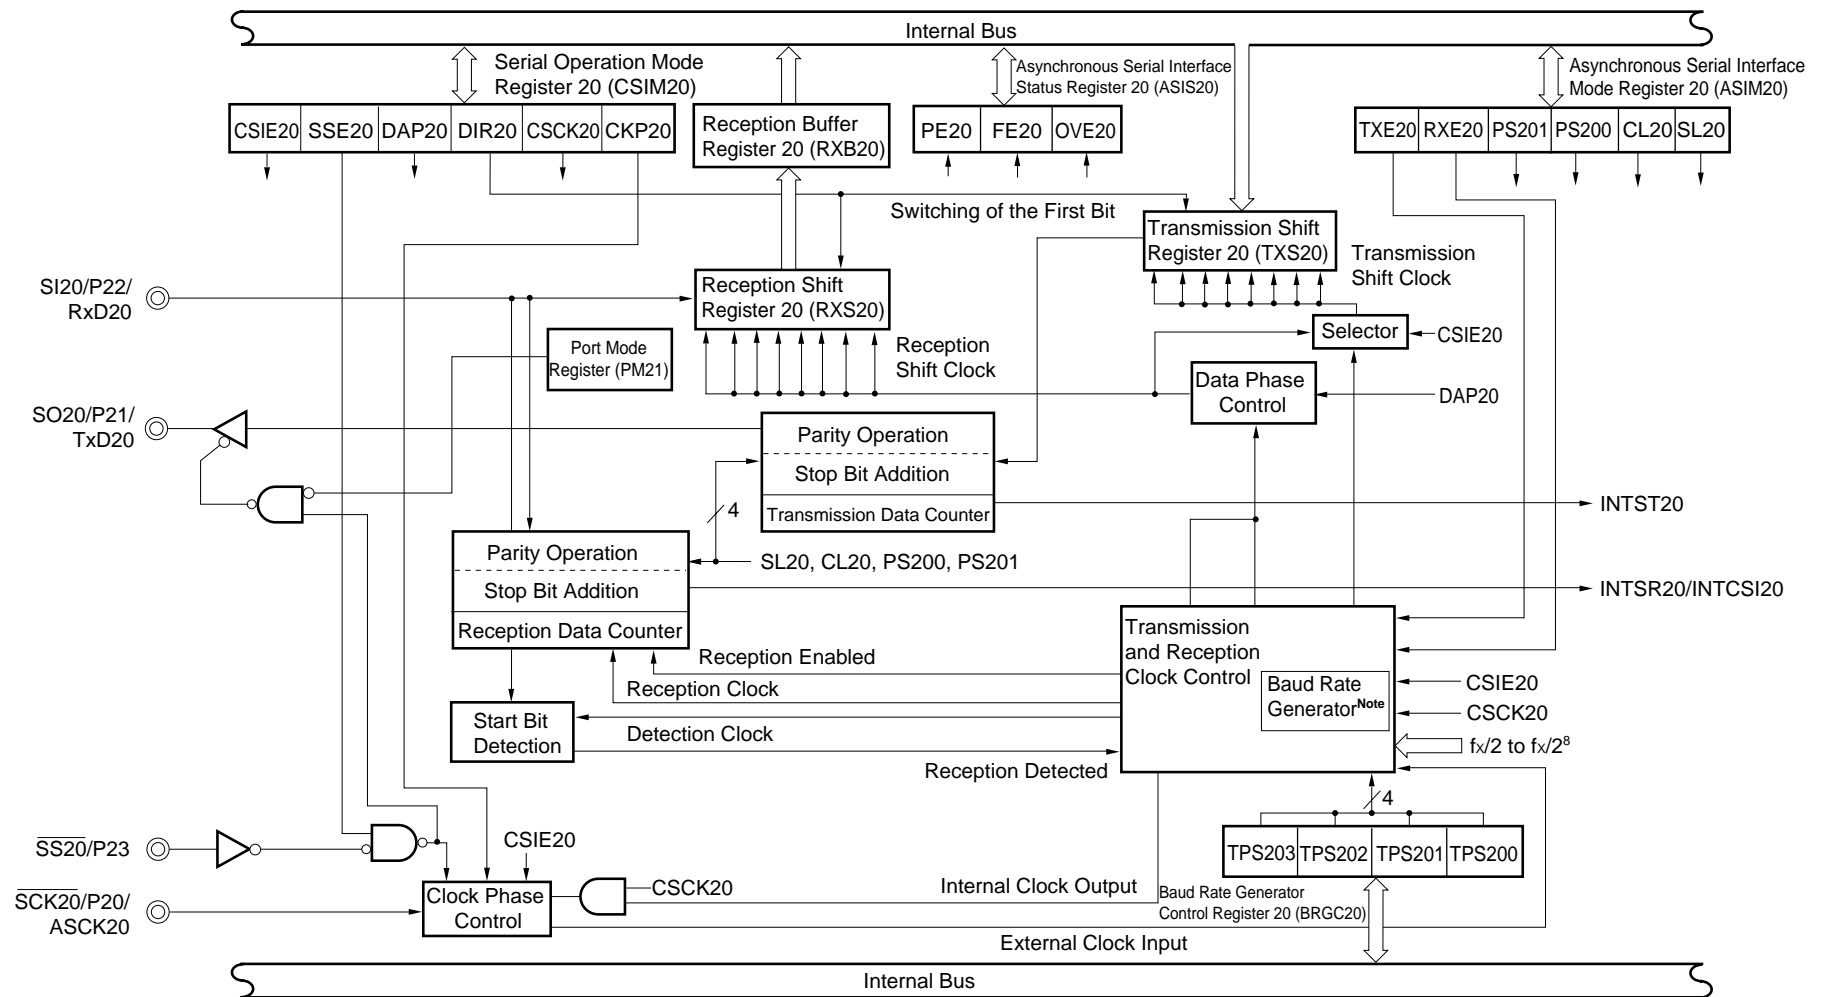 Internal Bus
Serial Operation Mode
Register 20 (CSIM20)
Asynchronous Serial Interface
Status Register 20 (ASIS20)
Asynchronous Serial Interface
Mode Register 20 (ASIM20)
CSIE20 SSE20 DAP20 DIR20 CSCK20 CKP20
Reception Buffer
Register 20 (RXB20)
PE20 FE20 OVE20
TXE20 RXE20 PS201 PS200 CL20 SL20
Switching of the First Bit
Transmission Shift
Register 20 (TXS20)
Transmission
Shift Clock
SI20/P22/
RxD20
Reception Shift
Register 20 (RXS20)
Selector
CSIE20
Port Mode
Register (PM21)
Reception
Shift Clock
Data Phase
Control
DAP20
SO20/P21/
TxD20
Parity Operation
Stop Bit Addition
Transmission Data Counter
4
INTST20
Parity Operation
Stop Bit Addition
Reception Data Counter
SL20, CL20, PS200, PS201
INTSR20/INTCSI20
Transmission
and Reception
Clock Control
Baud Rate
GeneratorNote
Reception Enabled
Reception Clock
CSIE20
CSCK20
fX/2 to fX/2⁸
Start Bit
Detection
Detection Clock
Reception Detected
4
TPS203 TPS202 TPS201 TPS200
SS20/P23
CSIE20
SCK20/P20/
ASCK20
Clock Phase
Control
CSCK20
Internal Clock Output
Baud Rate Generator
Control Register 20 (BRGC20)
External Clock Input
Internal Bus